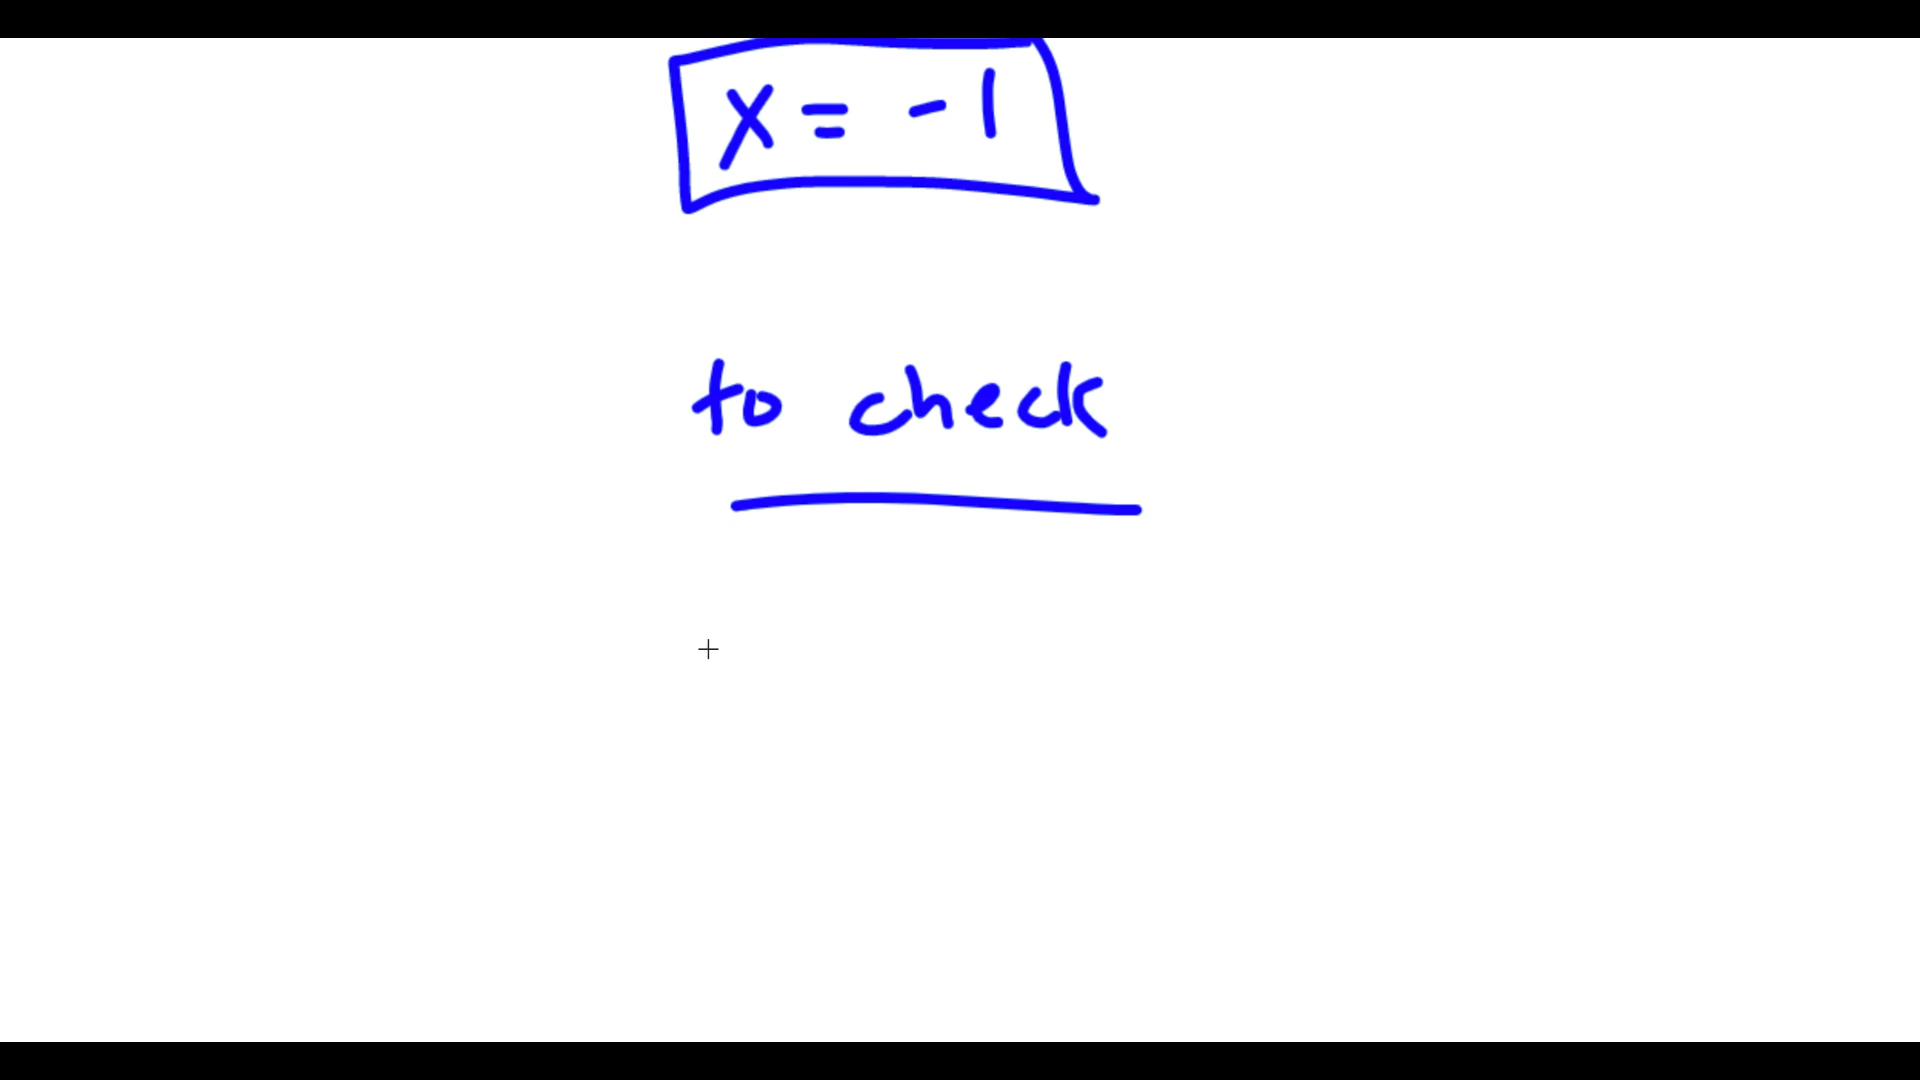 x = -1
to check